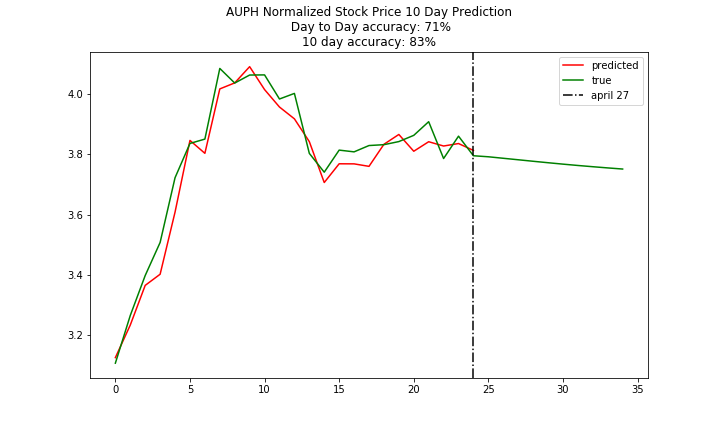 AUPH Normalized Stock Price 10 Day Prediction
Day to Day accuracy: 71%
10 day accuracy: 83%
predicted
true
april 27
4.0
3.8
3.6
3.4
3.2
0 5 10 15 20 25 30 35